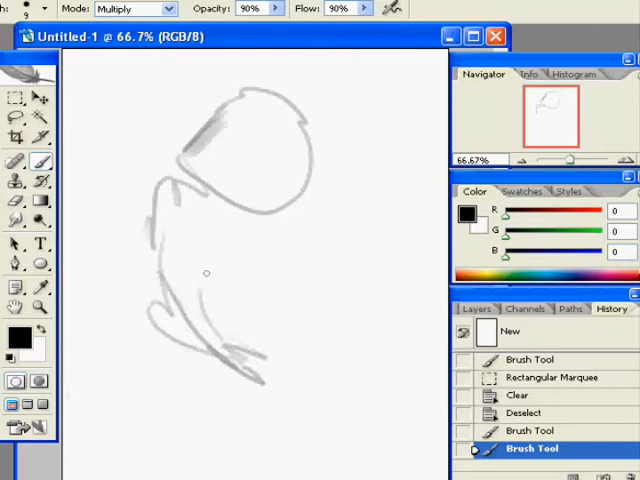 9 Mode: Multiply Opacity: 90% Flow: 90%
Untitled-1 @ 66.7% (RGB/8)
Navigator Info Histogram
66.67%
Color Swatches Styles
R 0
G 0
B 0
Layers Channels Paths History
New
Brush Tool
Rectangular Marquee
Clear
Deselect
Brush Tool
Brush Tool
T